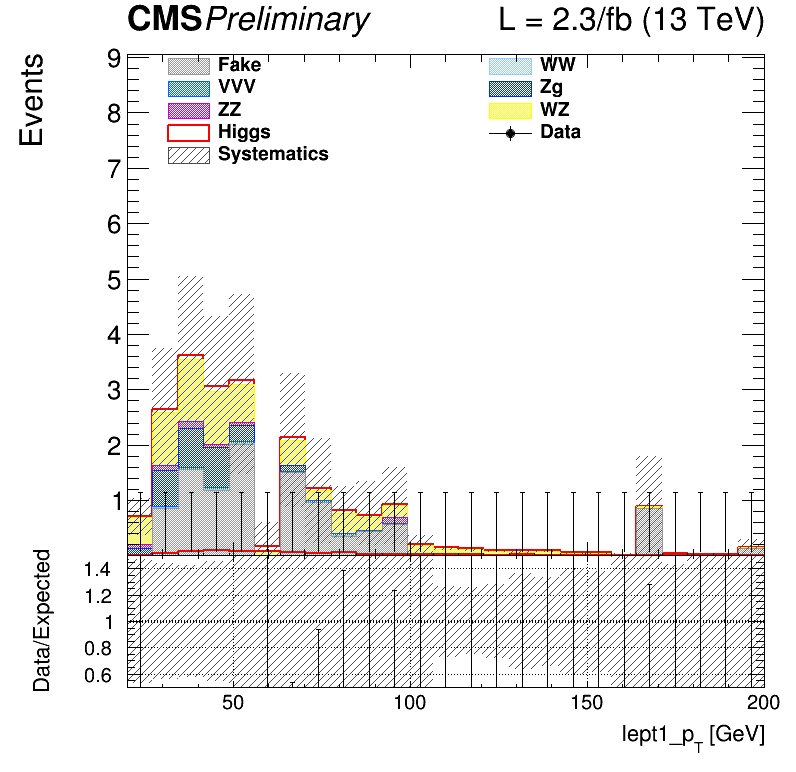 CMSPreliminary L = 2.3/fb (13 TeV)
Events
9
8
7
6
5
4
3
2
1
Fake WW
VVV Zg
ZZ WZ
Higgs Data
Systematics
Data/Expected
1.4
1.2
1
0.8
0.6
50 100 150 200
lept1_p_T [GeV]